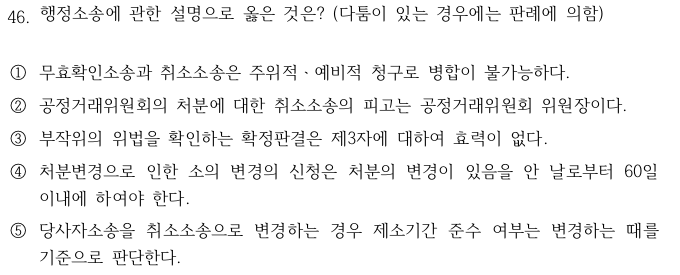 46. 행정소송에 관한 설명으로 옳은 것은? (다툼이 있는 경우에는 판례에 의함)
① 무효확인소송과 취소소송은 주위적ㆍ예비적 청구로 병합이 불가능하다.
② 공정거래위원회의 처분에 대한 취소소송의 피고는 공정거래위원회 위원장이다.
③ 부작위의 위법을 확인하는 확정판결은 제3자에 대하여 효력이 없다.
④ 처분변경으로 인한 소의 변경의 신청은 처분의 변경이 있음을 안 날로부터 60일
이내에 하여야 한다.
⑤ 당사자소송을 취소소송으로 변경하는 경우 제소기간 준수 여부는 변경하는 때를
기준으로 판단한다.